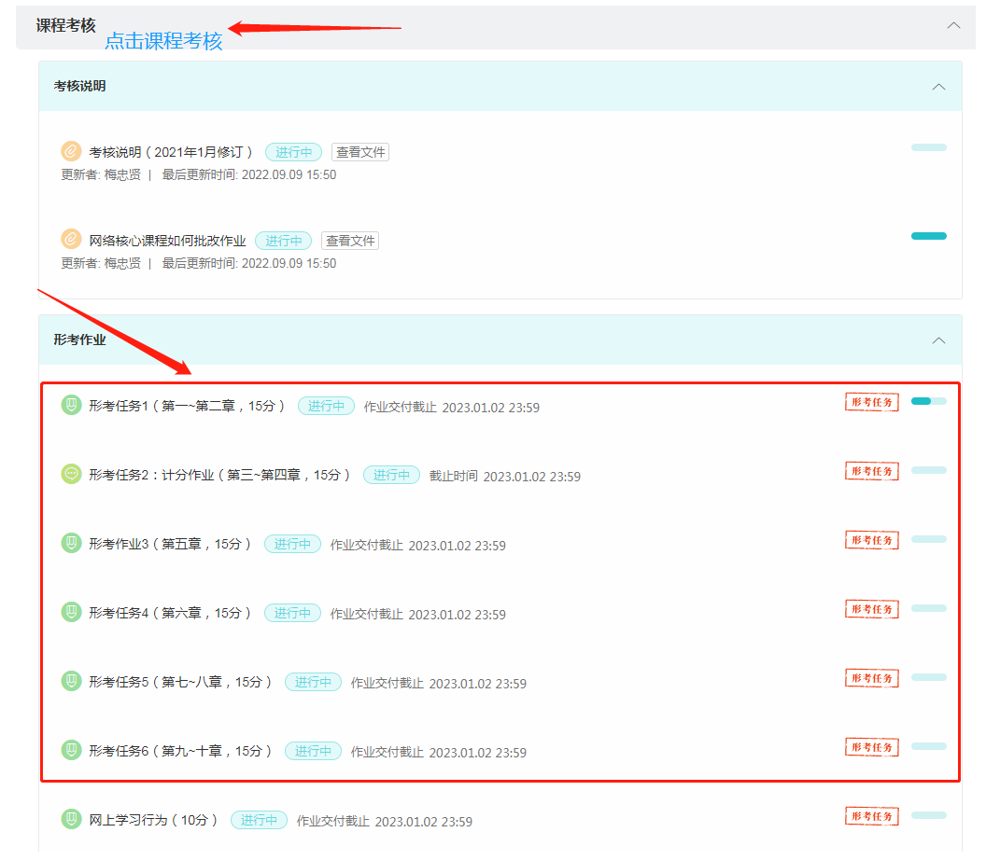 课程考核
点击课程考核
考核说明
考核说明（2021年1月修订） 进行中 查看文件
更新者: 梅忠贤 | 最后更新时间: 2022.09.09 15:50
网络核心课程如何批改作业 进行中 查看文件
更新者: 梅忠贤 | 最后更新时间: 2022.09.09 15:50
形考作业
形考任务1（第一~第二章，15分） 进行中 作业交付截止 2023.01.02 23:59 形考任务
形考任务2：计分作业（第三~第四章，15分） 进行中 截止时间 2023.01.02 23:59 形考任务
形考作业3（第五章，15分） 进行中 作业交付截止 2023.01.02 23:59 形考任务
形考任务4（第六章，15分） 进行中 作业交付截止 2023.01.02 23:59 形考任务
形考任务5（第七~八章，15分） 进行中 作业交付截止 2023.01.02 23:59 形考任务
形考任务6（第九~十章，15分） 进行中 作业交付截止 2023.01.02 23:59 形考任务
网上学习行为（10分） 进行中 作业交付截止 2023.01.02 23:59 形考任务